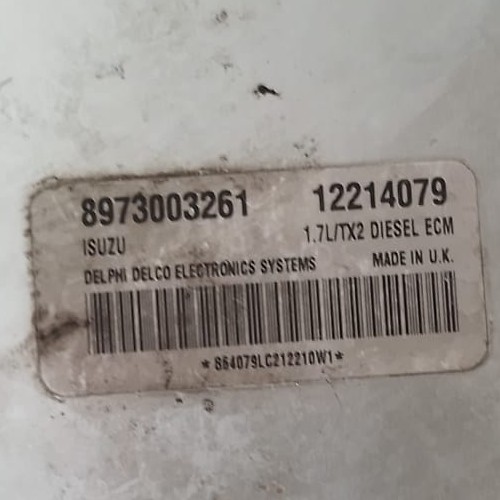 8973003261 12214079
ISUZU 1.7L/TX2 DIESEL ECM
DELPHI DELCO ELECTRONICS SYSTEMS MADE IN U.K.
*864079LC212210W1*